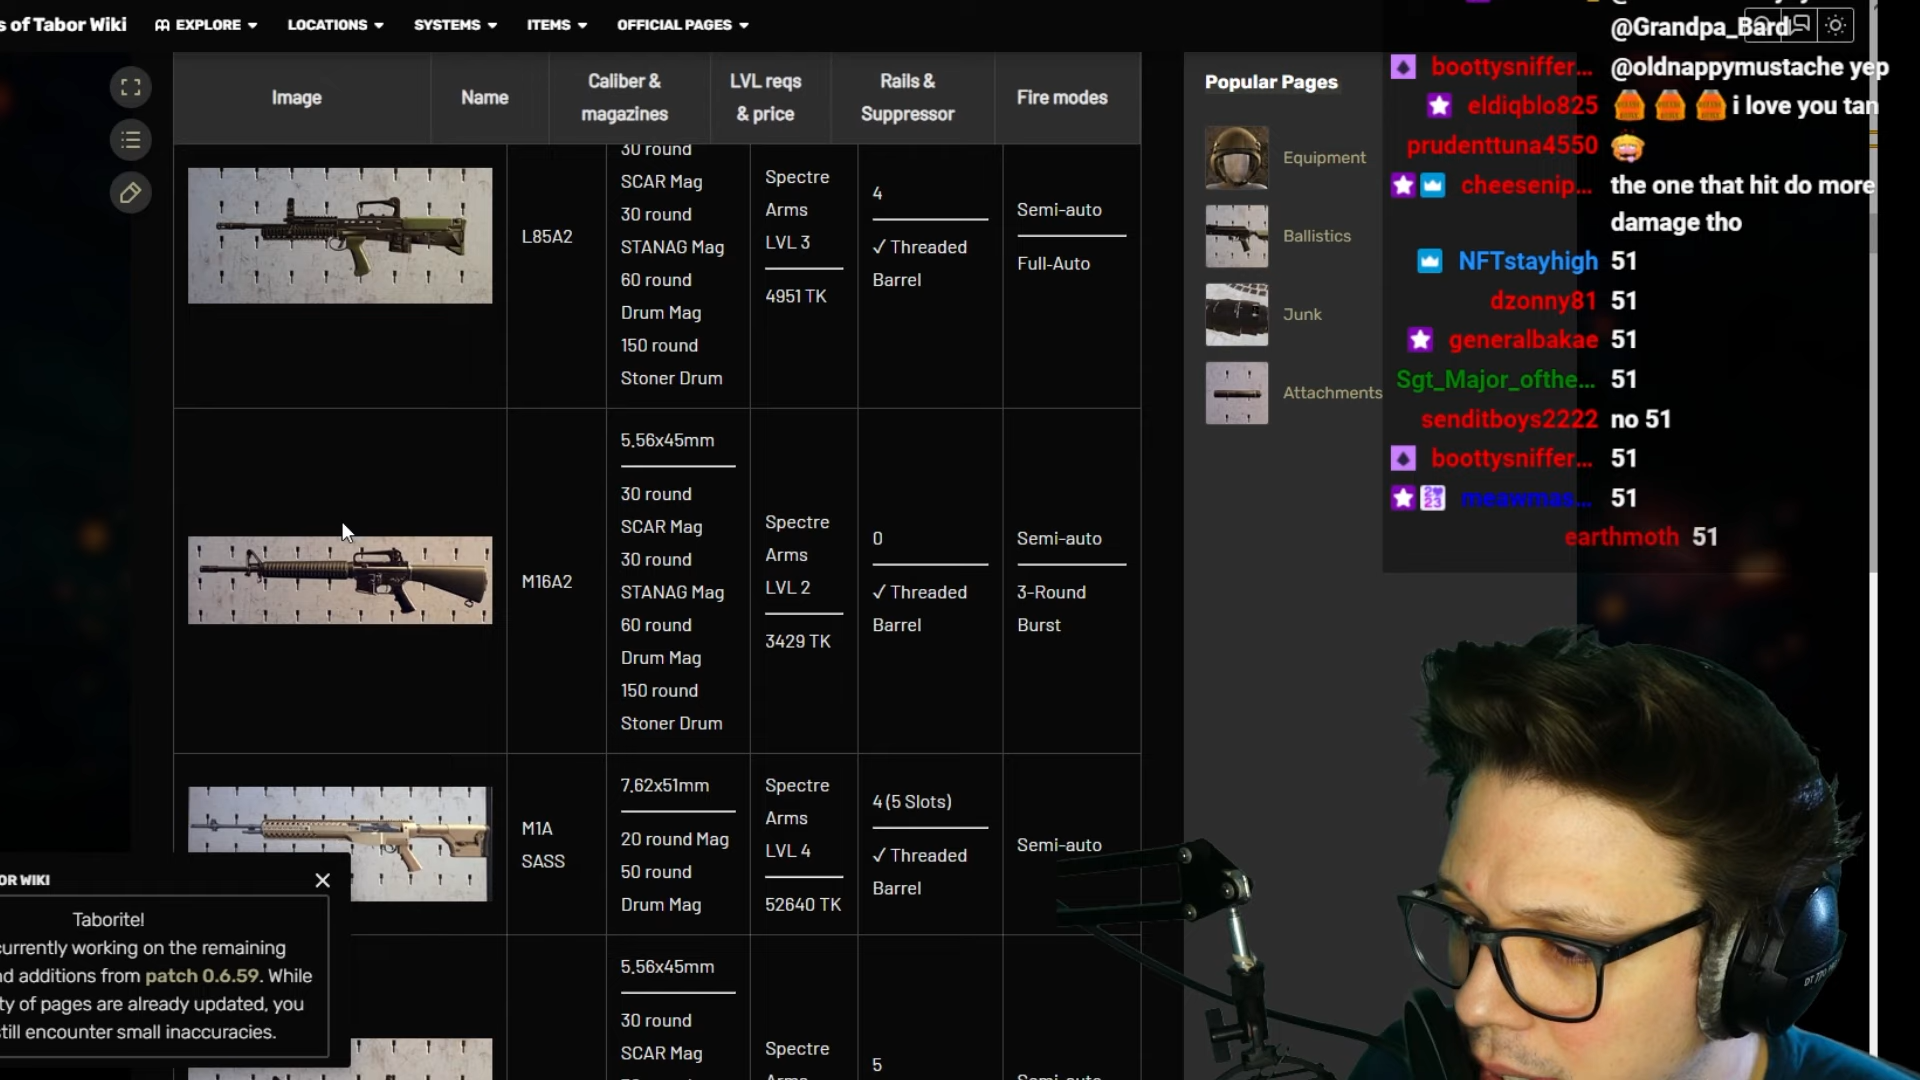 s of Tabor Wiki
EXPLORE
LOCATIONS
SYSTEMS
ITEMS
OFFICIAL PAGES
Image
Name
Caliber &
magazines
LVL reqs
& price
Rails &
Suppressor
Fire modes
L85A2
30 round
SCAR Mag
30 round
STANAG Mag
60 round
Drum Mag
150 round
Stoner Drum
Spectre
Arms
LVL 3
4951 TK
4
✓ Threaded
Barrel
Semi-auto
Full-Auto
M16A2
5.56x45mm
30 round
SCAR Mag
30 round
STANAG Mag
60 round
Drum Mag
150 round
Stoner Drum
Spectre
Arms
LVL 2
3429 TK
0
✓ Threaded
Barrel
Semi-auto
3-Round
Burst
M1A
SASS
7.62x51mm
20 round Mag
50 round
Drum Mag
Spectre
Arms
LVL 4
52640 TK
4 (5 Slots)
✓ Threaded
Barrel
Semi-auto
5.56x45mm
30 round
SCAR Mag
Spectre
Arms
5
Semi-auto
OR WIKI
Taborite!
currently working on the remaining
nd additions from patch 0.6.59. While
ty of pages are already updated, you
still encounter small inaccuracies.
Popular Pages
Equipment
Ballistics
Junk
Attachments
@Grandpa_Bard
boottysniffer... @oldnappymustache yep
eldiqblo825 i love you tan
prudenttuna4550
cheesenip... the one that hit do more
damage tho
NFTstayhigh 51
dzonny81 51
generalbakae 51
Sgt_Major_ofthe... 51
senditboys2222 no 51
boottysniffer... 51
meawmas... 51
earthmoth 51